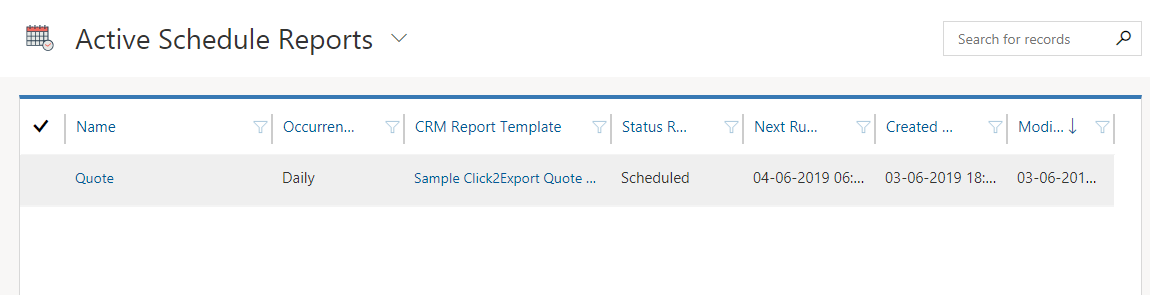 Active Schedule Reports
Search for records
Name Occurren... CRM Report Template Status R... Next Ru... Created ... Modi...
Quote Daily Sample Click2Export Quote ... Scheduled 04-06-2019 06:... 03-06-2019 18:... 03-06-201...